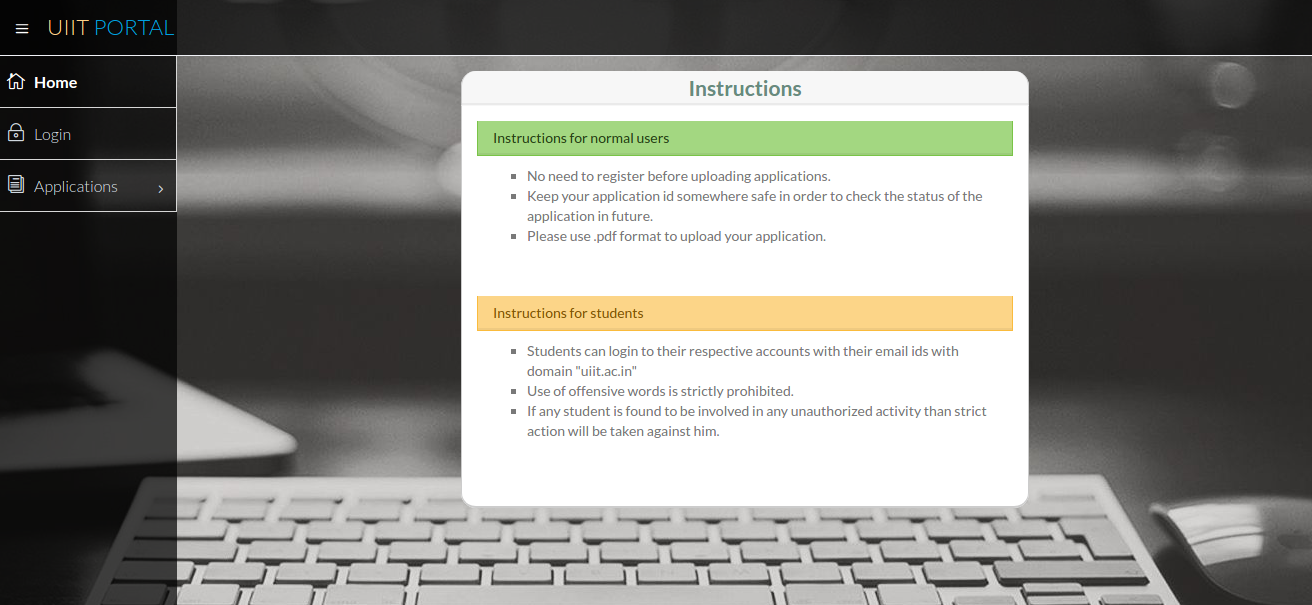 UIIT PORTAL
Home
Login
Applications
Instructions
Instructions for normal users
No need to register before uploading applications.
Keep your application id somewhere safe in order to check the status of the
application in future.
Please use .pdf format to upload your application.
Instructions for students
Students can login to their respective accounts with their email ids with
domain "uiit.ac.in"
Use of offensive words is strictly prohibited.
If any student is found to be involved in any unauthorized activity than strict
action will be taken against him.